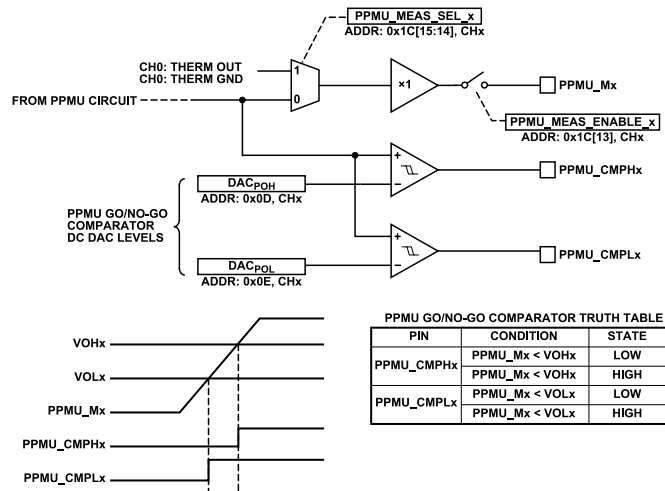 PPMU_MEAS_SEL_x
ADDR: 0x1C[15:14], CHx
CH0: THERM OUT
CH0: THERM GND
1
0
×1
PPMU_Mx
FROM PPMU CIRCUIT
PPMU_MEAS_ENABLE_x
ADDR: 0x1C[13], CHx
+
–
PPMU_CMPHx
DACPOH
ADDR: 0x0D, CHx
PPMU GO/NO-GO
COMPARATOR
DC DAC LEVELS
+
–
PPMU_CMPLx
DACPOL
ADDR: 0x0E, CHx
VOHx
VOLx
PPMU_Mx
PPMU_CMPHx
PPMU_CMPLx
PPMU GO/NO-GO COMPARATOR TRUTH TABLE
PIN CONDITION STATE
PPMU_CMPHx PPMU_Mx < VOHx LOW
PPMU_Mx < VOHx HIGH
PPMU_CMPLx PPMU_Mx < VOLx LOW
PPMU_Mx < VOLx HIGH